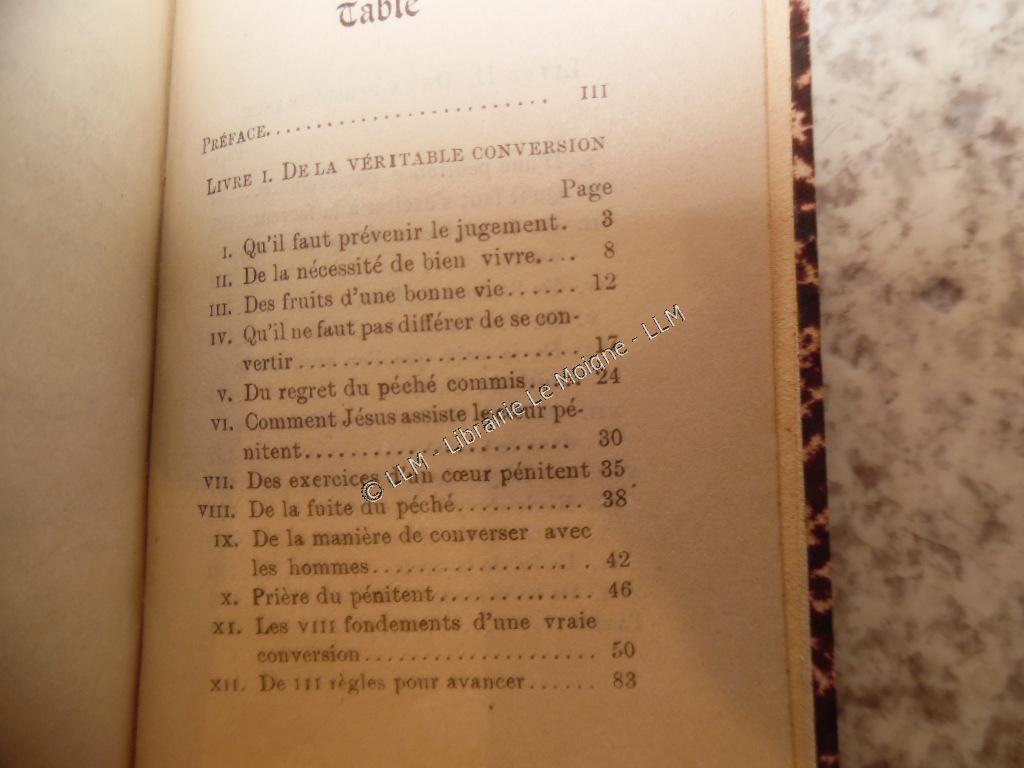 Table
PRÉFACE........................ III
LIVRE I. DE LA VÉRITABLE CONVERSION
Page
I. Qu'il faut prévenir le jugement. 3
II. De la nécessité de bien vivre.... 8
III. Des fruits d'une bonne vie...... 12
IV. Qu'il ne faut pas différer de se con-
vertir........................ 17
V. Du regret du péché commis.... 24
VI. Comment Jésus assiste le cœur pé-
nitent....................... 30
VII. Des exercices d'un cœur pénitent 35
VIII. De la fuite du péché........... 38
IX. De la manière de converser avec
les hommes.................. 42
X. Prière du pénitent............. 46
XI. Les VIII fondements d'une vraie
conversion.................... 50
XII. De III règles pour avancer...... 83
© LLM - Librairie Le Moigne - LLM